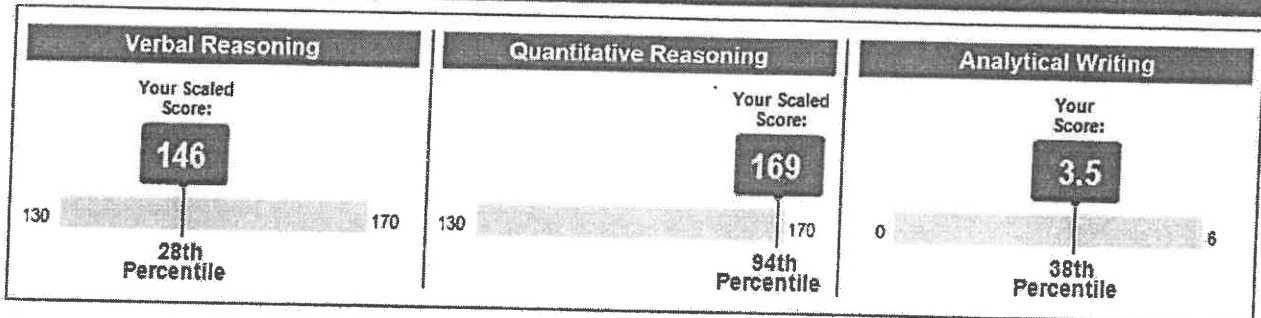 Verbal Reasoning
Your Scaled
Score:
146
130
170
28th
Percentile
Quantitative Reasoning
Your Scaled
Score:
169
130
170
94th
Percentile
Analytical Writing
Your
Score:
3.5
0
6
38th
Percentile